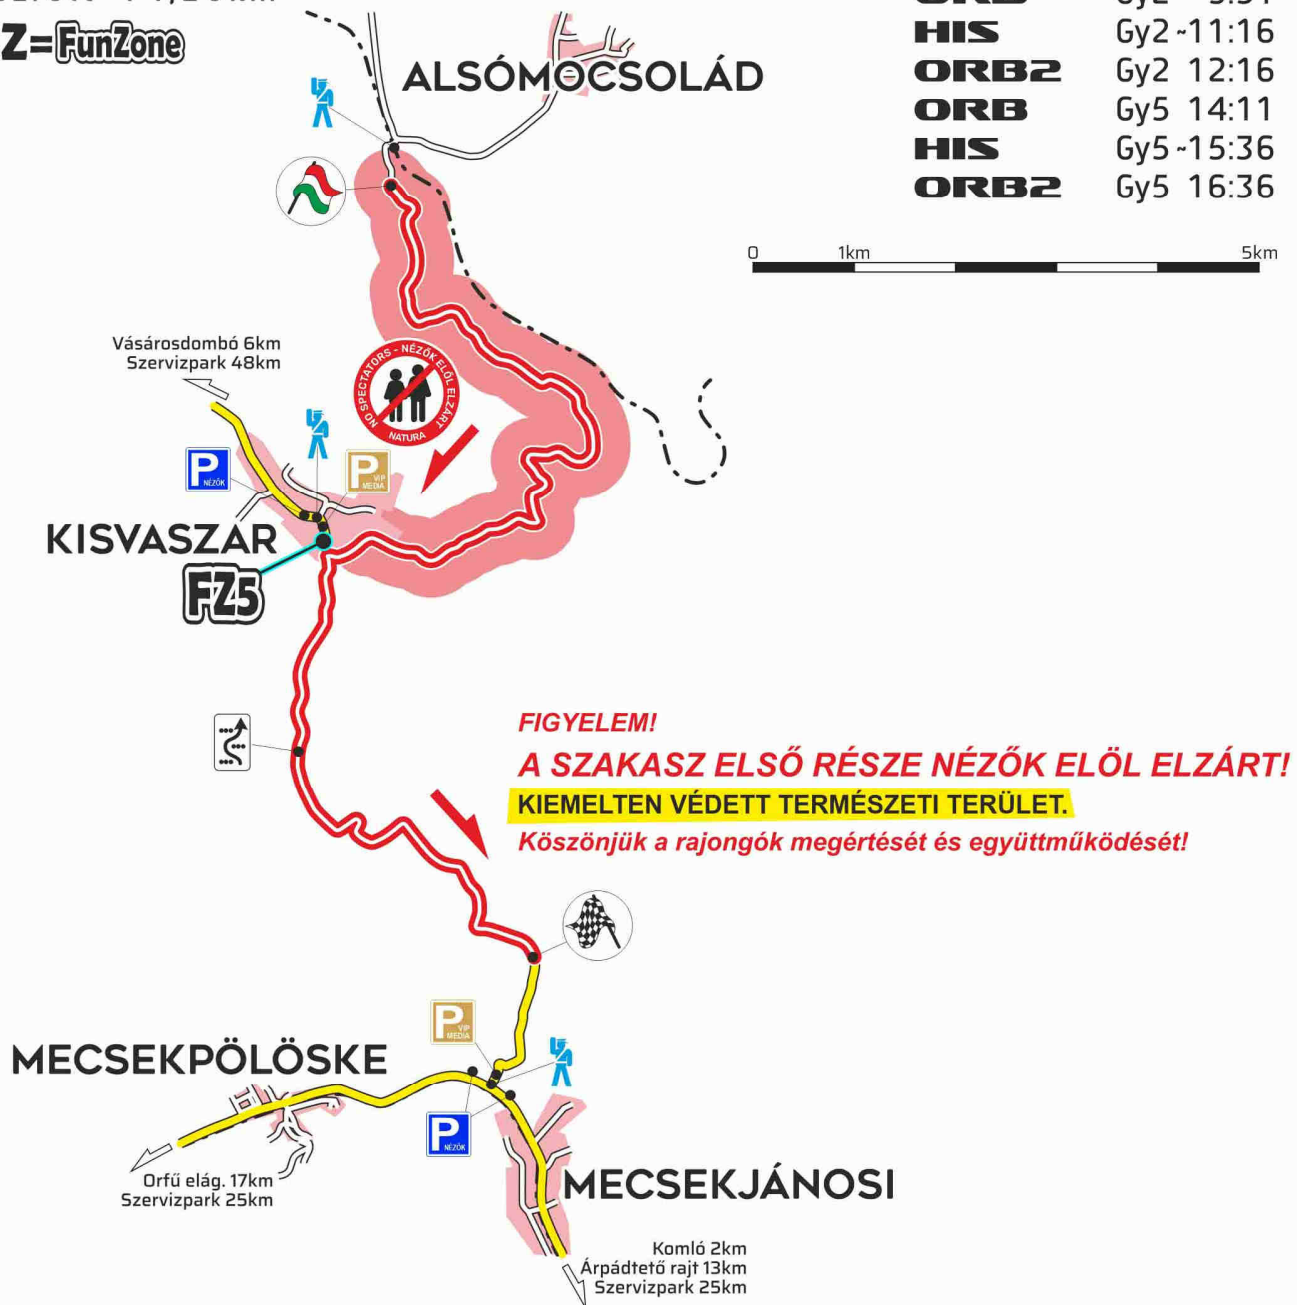 Z=FunZone
HIS Gy2 ~11:16
ORB2 Gy2 12:16
ORB Gy5 14:11
HIS Gy5 ~15:36
ORB2 Gy5 16:36
ALSÓMOCSOLÁD
0 1km 5km
Vásárosdombó 6km
Szervizpark 48km
NO SPECTATORS - NÉZŐK ELŐL ELZÁRT
NATURA
P
NÉZŐK
P
VIP
MEDIA
KISVASZAR
FZ5
FIGYELEM!
A SZAKASZ ELSŐ RÉSZE NÉZŐK ELÖL ELZÁRT!
KIEMELTEN VÉDETT TERMÉSZETI TERÜLET.
Köszönjük a rajongók megértését és együttműködését!
P
VIP
MEDIA
MECSEKPÖLÖSKE
P
NÉZŐK
Orfű elág. 17km
Szervizpark 25km
MECSEKJÁNOSI
Komló 2km
Árpádtető rajt 13km
Szervizpark 25km